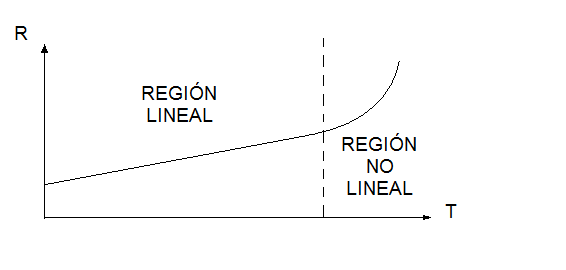 R
REGIÓN
LINEAL
REGIÓN
NO
LINEAL
T